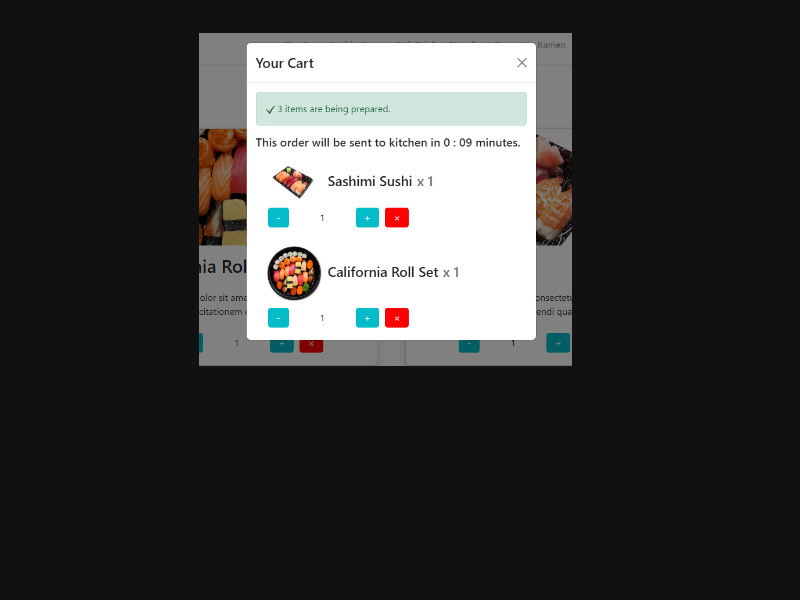 Ramen
Your Cart
3 items are being prepared.
This order will be sent to kitchen in 0 : 09 minutes.
Sashimi Sushi x 1
- 1 + ×
California Roll Set x 1
- 1 + ×
nia Rol
olor sit ame
citationem
onsectetu
endi qua
1 + ×
- 1 +